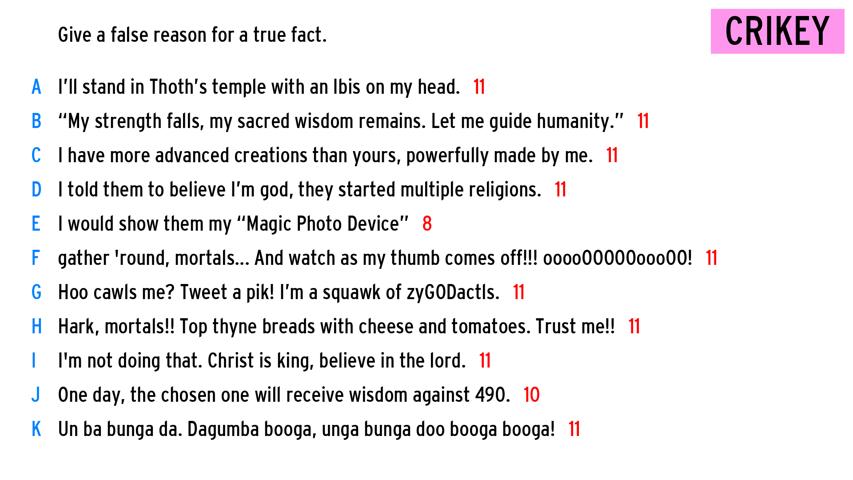 Give a false reason for a true fact.
CRIKEY
A I'll stand in Thoth's temple with an Ibis on my head. 11
B “My strength falls, my sacred wisdom remains. Let me guide humanity.” 11
C I have more advanced creations than yours, powerfully made by me. 11
D I told them to believe I'm god, they started multiple religions. 11
E I would show them my “Magic Photo Device” 8
F gather 'round, mortals... And watch as my thumb comes off!!! ooooOOOOOoooOO! 11
G Hoo cawls me? Tweet a pik! I'm a squawk of zyGODactls. 11
H Hark, mortals!! Top thyne breads with cheese and tomatoes. Trust me!! 11
I I'm not doing that. Christ is king, believe in the lord. 11
J One day, the chosen one will receive wisdom against 490. 10
K Un ba bunga da. Dagumba booga, unga bunga doo booga booga! 11